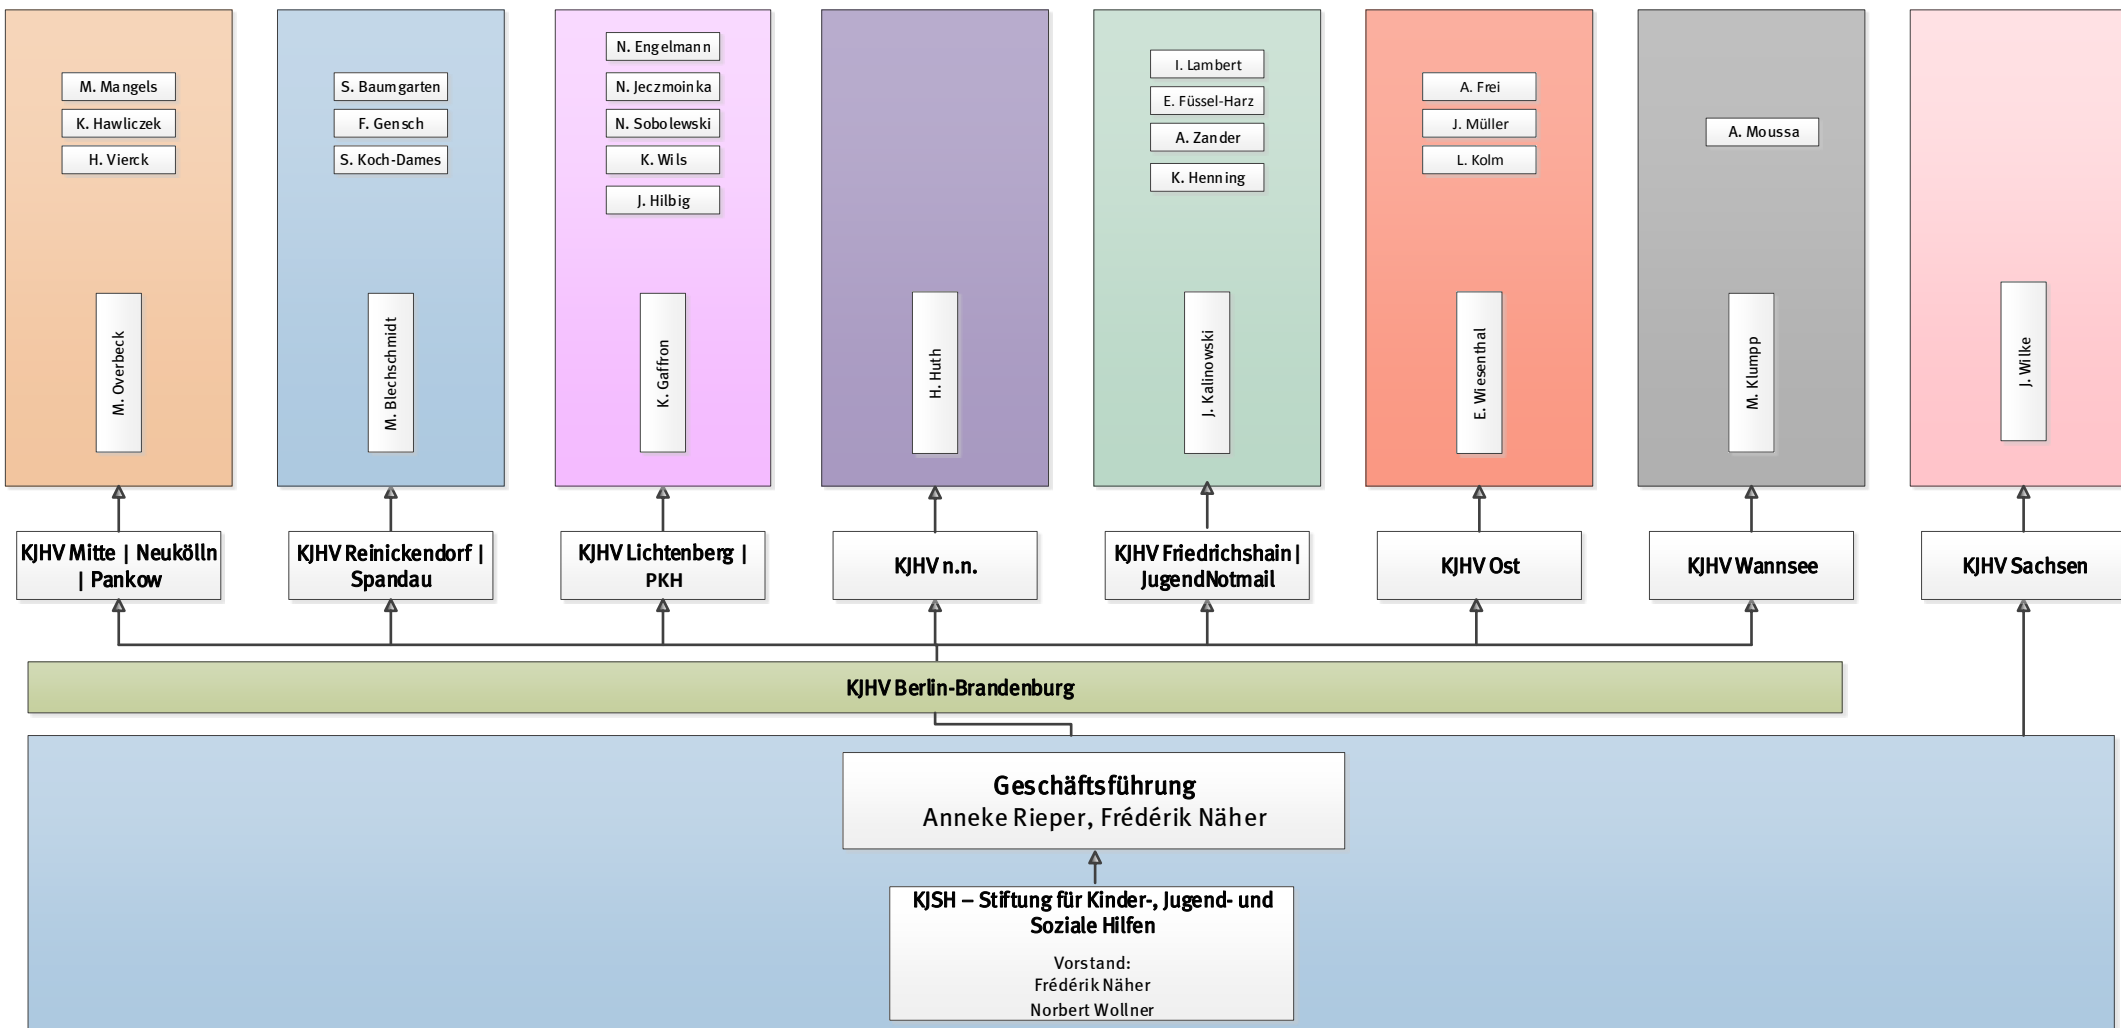 M. Mangels
K. Hawliczek
H. Vierck
M. Overbeck
S. Baumgarten
F. Gensch
S. Koch-Dames
M. Blechschmidt
N. Engelmann
N. Jeczmoinka
N. Sobolewski
K. Wils
J. Hilbig
K. Gaffron
H. Huth
I. Lambert
E. Füssel-Harz
A. Zander
K. Henning
J. Kalinowski
A. Frei
J. Müller
L. Kolm
E. Wiesenthal
A. Moussa
M. Klumpp
J. Wilke
KJHV Mitte | Neukölln
| Pankow
KJHV Reinickendorf |
Spandau
KJHV Lichtenberg |
PKH
KJHV n.n.
KJHV Friedrichshain |
JugendNotmail
KJHV Ost
KJHV Wannsee
KJHV Sachsen
KJHV Berlin-Brandenburg
Geschäftsführung
Anneke Rieper, Frédérik Näher
KJSH – Stiftung für Kinder-, Jugend- und
Soziale Hilfen
Vorstand:
Frédérik Näher
Norbert Wollner